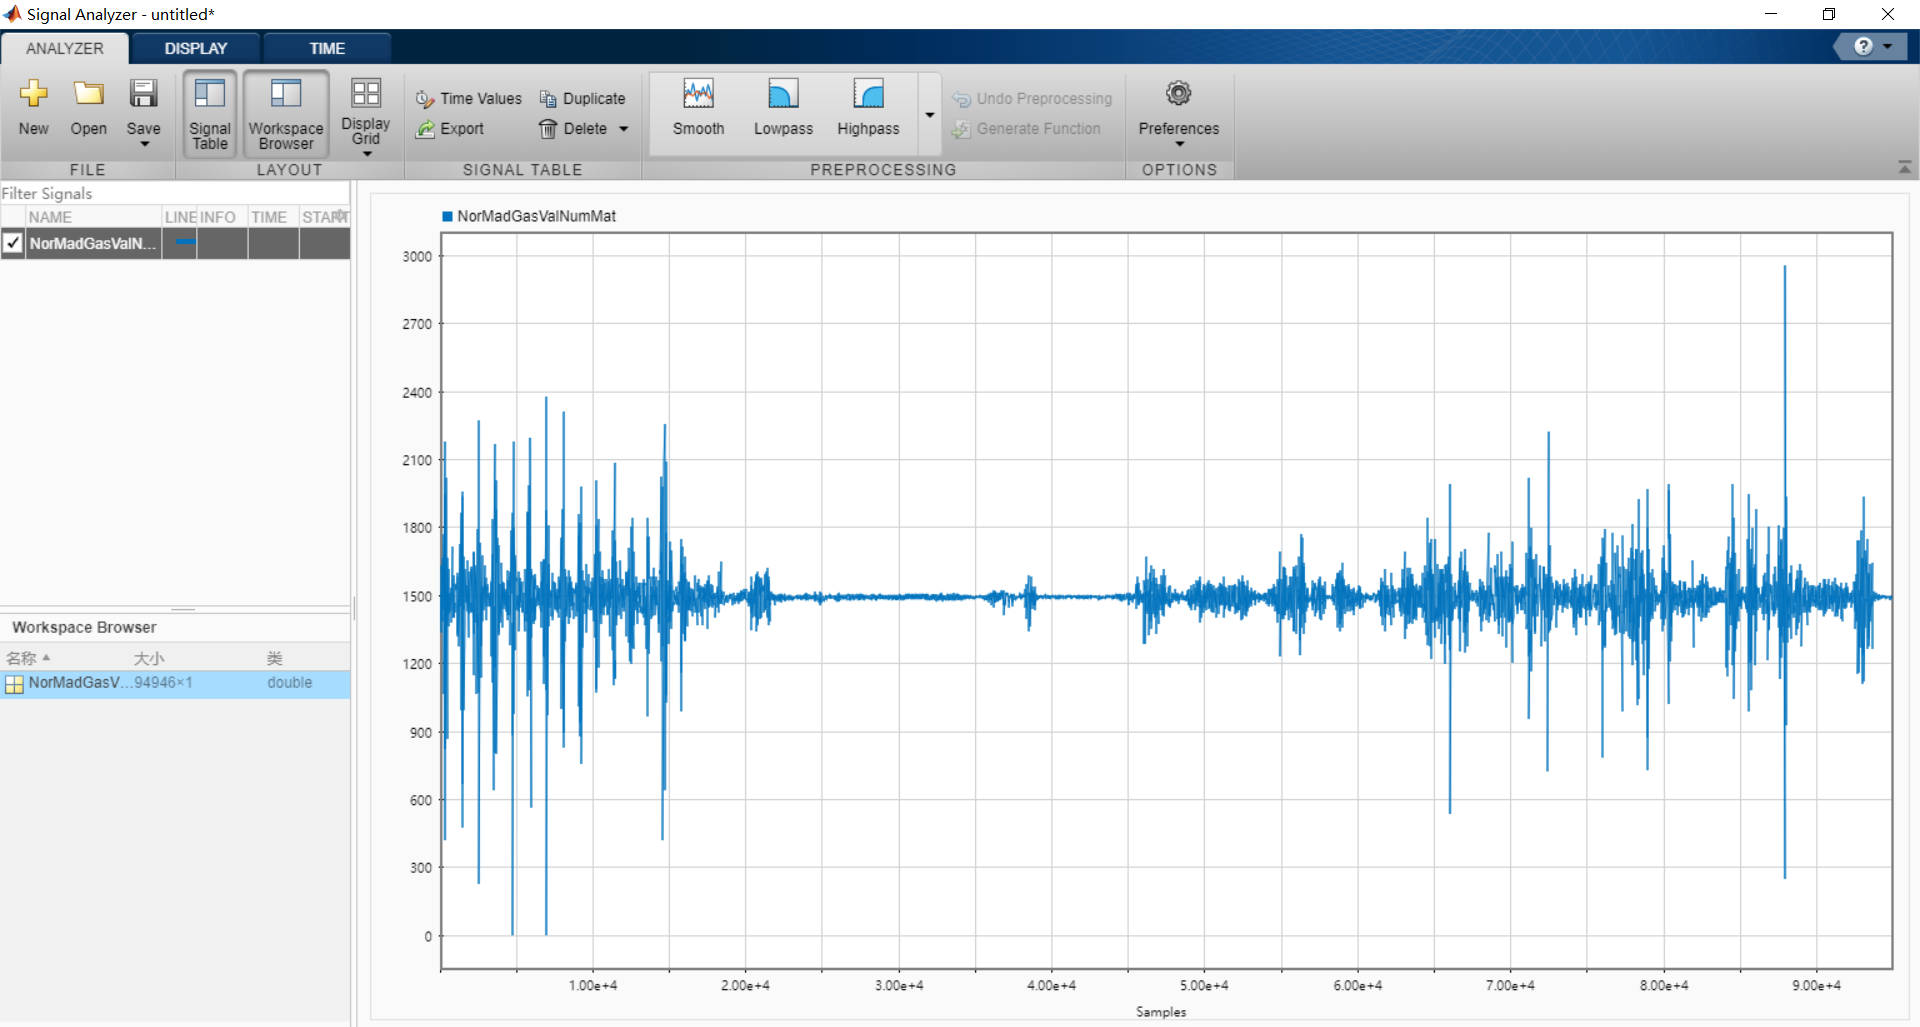 Signal Analyzer - untitled*
ANALYZER DISPLAY TIME ?
New Open Save
Signal Table Workspace Browser Display Grid
Time Values Duplicate
Export Delete
Smooth Lowpass Highpass
Undo Preprocessing
Generate Function
Preferences
FILE LAYOUT SIGNAL TABLE PREPROCESSING OPTIONS
Filter Signals
NAME LINE INFO TIME
NorMadGasValN...
Workspace Browser
名称 大小 类
NorMadGasV... 94946×1 double
NorMadGasValNumMat
3000
2700
2400
2100
1800
1500
1200
900
600
300
0
1.00e+4 2.00e+4 3.00e+4 4.00e+4 5.00e+4 6.00e+4 7.00e+4 8.00e+4 9.00e+4
Samples